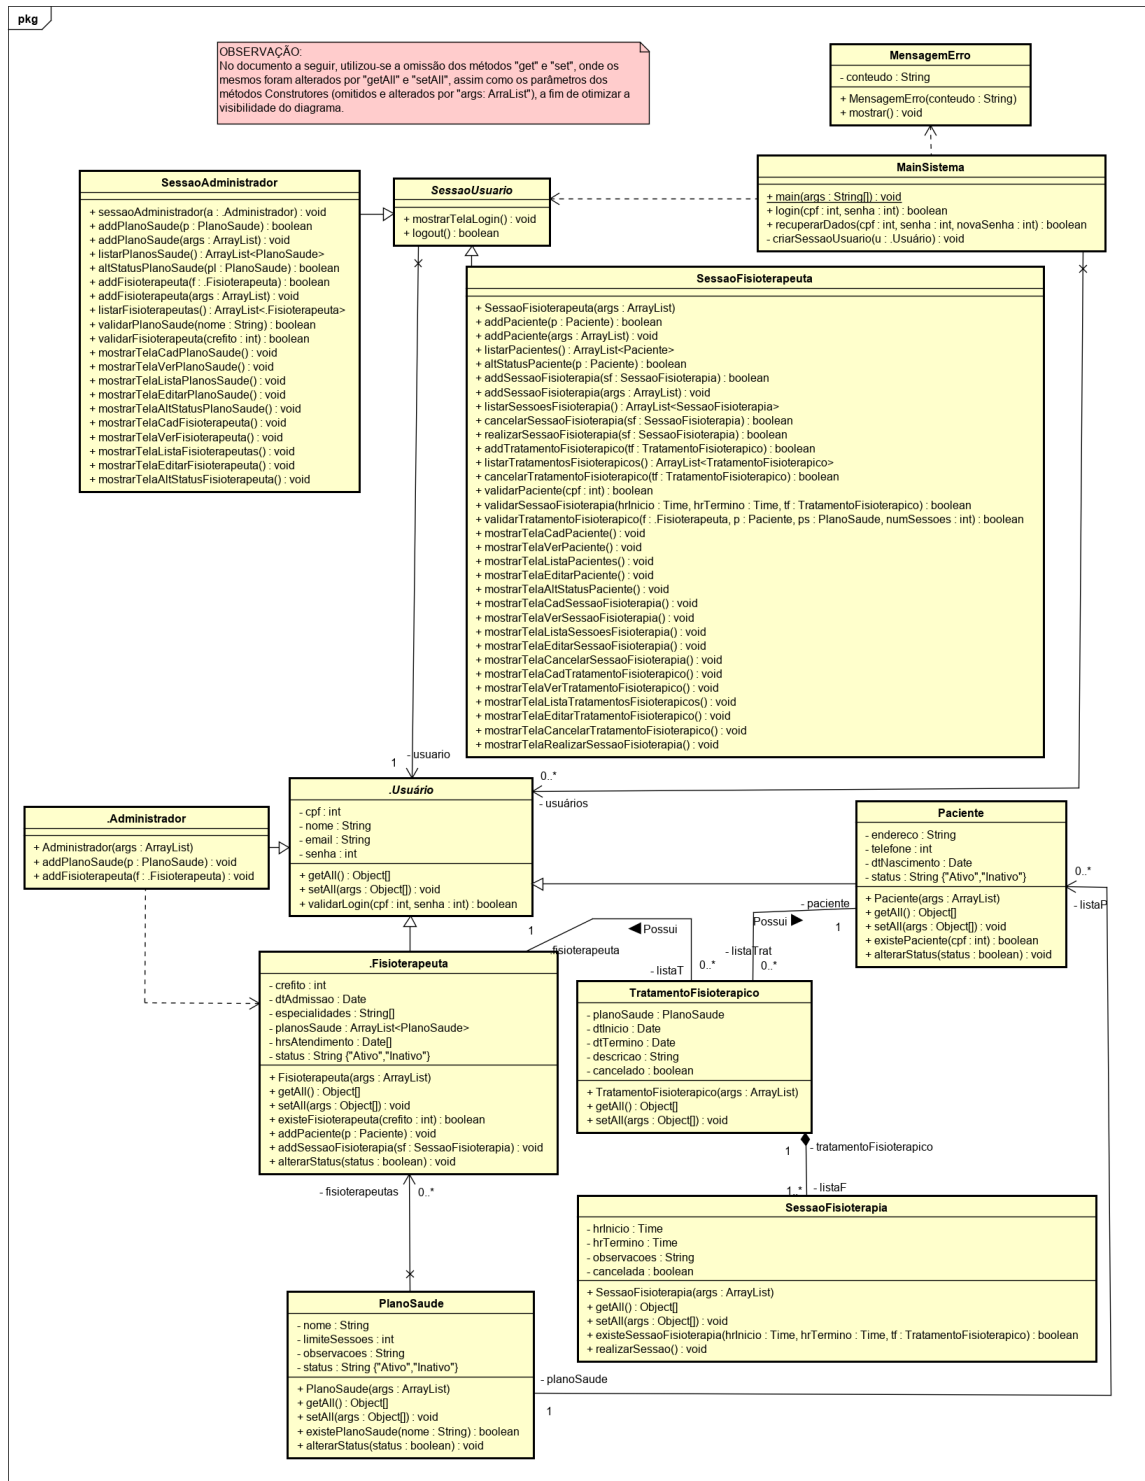 pkg
OBSERVAÇÃO:
No documento a seguir, utilizou-se a omissão dos métodos "get" e "set", onde os
mesmos foram alterados por "getAll" e "setAll", assim como os parâmetros dos
métodos Construtores (omitidos e alterados por "args: ArraList"), a fim de otimizar a
visibilidade do diagrama.
MensagemErro
- conteudo : String
+ MensagemErro(conteudo : String)
+ mostrar() : void
MainSistema
+ main(args : String[]) : void
+ login(cpf : int, senha : int) : boolean
+ recuperarDados(cpf : int, senha : int, novaSenha : int) : boolean
- criarSessaoUsuario(u : .Usuário) : void
SessaoAdministrador
+ sessaoAdministrador(a : .Administrador) : void
+ addPlanoSaude(p : PlanoSaude) : boolean
+ addPlanoSaude(args : ArrayList) : void
+ listarPlanosSaude() : ArrayList<PlanoSaude>
+ altStatusPlanoSaude(pl : PlanoSaude) : boolean
+ addFisioterapeuta(f : .Fisioterapeuta) : boolean
+ addFisioterapeuta(args : ArrayList) : void
+ listarFisioterapeutas() : ArrayList<.Fisioterapeuta>
+ validarPlanoSaude(nome : String) : boolean
+ validarFisioterapeuta(crefito : int) : boolean
+ mostrarTelaCadPlanoSaude() : void
+ mostrarTelaVerPlanoSaude() : void
+ mostrarTelaListaPlanosSaude() : void
+ mostrarTelaEditarPlanoSaude() : void
+ mostrarTelaAltStatusPlanoSaude() : void
+ mostrarTelaCadFisioterapeuta() : void
+ mostrarTelaVerFisioterapeuta() : void
+ mostrarTelaListaFisioterapeutas() : void
+ mostrarTelaEditarFisioterapeuta() : void
+ mostrarTelaAltStatusFisioterapeuta() : void
SessaoUsuario
+ mostrarTelaLogin() : void
+ logout() : boolean
SessaoFisioterapeuta
+ SessaoFisioterapeuta(args : ArrayList)
+ addPaciente(p : Paciente) : boolean
+ addPaciente(args : ArrayList) : void
+ listarPacientes() : ArrayList<Paciente>
+ altStatusPaciente(p : Paciente) : boolean
+ addSessaoFisioterapia(sf : SessaoFisioterapia) : boolean
+ addSessaoFisioterapia(args : ArrayList) : void
+ listarSessoesFisioterapia() : ArrayList<SessaoFisioterapia>
+ cancelarSessaoFisioterapia(sf : SessaoFisioterapia) : boolean
+ realizarSessaoFisioterapia(sf : SessaoFisioterapia) : boolean
+ addTratamentoFisioterapico(tf : TratamentoFisioterapico) : boolean
+ listarTratamentosFisioterapicos() : ArrayList<TratamentoFisioterapico>
+ cancelarTratamentoFisioterapico(tf : TratamentoFisioterapico) : boolean
+ validarPaciente(cpf : int) : boolean
+ validarSessaoFisioterapia(hrInicio : Time, hrTermino : Time, tf : TratamentoFisioterapico) : boolean
+ validarTratamentoFisioterapico(f : .Fisioterapeuta, p : Paciente, ps : PlanoSaude, numSessoes : int) : boolean
+ mostrarTelaCadPaciente() : void
+ mostrarTelaVerPaciente() : void
+ mostrarTelaListaPacientes() : void
+ mostrarTelaEditarPaciente() : void
+ mostrarTelaAltStatusPaciente() : void
+ mostrarTelaCadSessaoFisioterapia() : void
+ mostrarTelaVerSessaoFisioterapia() : void
+ mostrarTelaListaSessoesFisioterapia() : void
+ mostrarTelaEditarSessaoFisioterapia() : void
+ mostrarTelaCancelarSessaoFisioterapia() : void
+ mostrarTelaCadTratamentoFisioterapico() : void
+ mostrarTelaVerTratamentoFisioterapico() : void
+ mostrarTelaListaTratamentosFisioterapicos() : void
+ mostrarTelaEditarTratamentoFisioterapico() : void
+ mostrarTelaCancelarTratamentoFisioterapico() : void
+ mostrarTelaRealizarSessaoFisioterapia() : void
- usuario
1
0..*
- usuários
.Usuário
- cpf : int
- nome : String
- email : String
- senha : int
+ getAll() : Object[]
+ setAll(args : Object[]) : void
+ validarLogin(cpf : int, senha : int) : boolean
.Administrador
+ Administrador(args : ArrayList)
+ addPlanoSaude(p : PlanoSaude) : void
+ addFisioterapeuta(f : .Fisioterapeuta) : void
Paciente
- endereco : String
- telefone : int
- dtNascimento : Date
- status : String {"Ativo","Inativo"}
+ Paciente(args : ArrayList)
+ getAll() : Object[]
+ setAll(args : Object[]) : void
+ existePaciente(cpf : int) : boolean
+ alterarStatus(status : boolean) : void
0..*
- listaP
- paciente
1
Possui ▶
- listaTrat
0..*
1
◀ Possui
.fisioterapeuta
- listaT
0..*
.Fisioterapeuta
- crefito : int
- dtAdmissao : Date
- especialidades : String[]
- planosSaude : ArrayList<PlanoSaude>
- hrsAtendimento : Date[]
- status : String {"Ativo","Inativo"}
+ Fisioterapeuta(args : ArrayList)
+ getAll() : Object[]
+ setAll(args : Object[]) : void
+ existeFisioterapeuta(crefito : int) : boolean
+ addPaciente(p : Paciente) : void
+ addSessaoFisioterapia(sf : SessaoFisioterapia) : void
+ alterarStatus(status : boolean) : void
TratamentoFisioterapico
- planoSaude : PlanoSaude
- dtInicio : Date
- dtTermino : Date
- descricao : String
- cancelado : boolean
+ TratamentoFisioterapico(args : ArrayList)
+ getAll() : Object[]
+ setAll(args : Object[]) : void
1
- tratamentoFisioterapico
1..*
- listaF
- fisioterapeutas
0..*
SessaoFisioterapia
- hrInicio : Time
- hrTermino : Time
- observacoes : String
- cancelada : boolean
+ SessaoFisioterapia(args : ArrayList)
+ getAll() : Object[]
+ setAll(args : Object[]) : void
+ existeSessaoFisioterapia(hrInicio : Time, hrTermino : Time, tf : TratamentoFisioterapico) : boolean
+ realizarSessao() : void
PlanoSaude
- nome : String
- limiteSessoes : int
- observacoes : String
- status : String {"Ativo","Inativo"}
+ PlanoSaude(args : ArrayList)
+ getAll() : Object[]
+ setAll(args : Object[]) : void
+ existePlanoSaude(nome : String) : boolean
+ alterarStatus(status : boolean) : void
- planoSaude
1